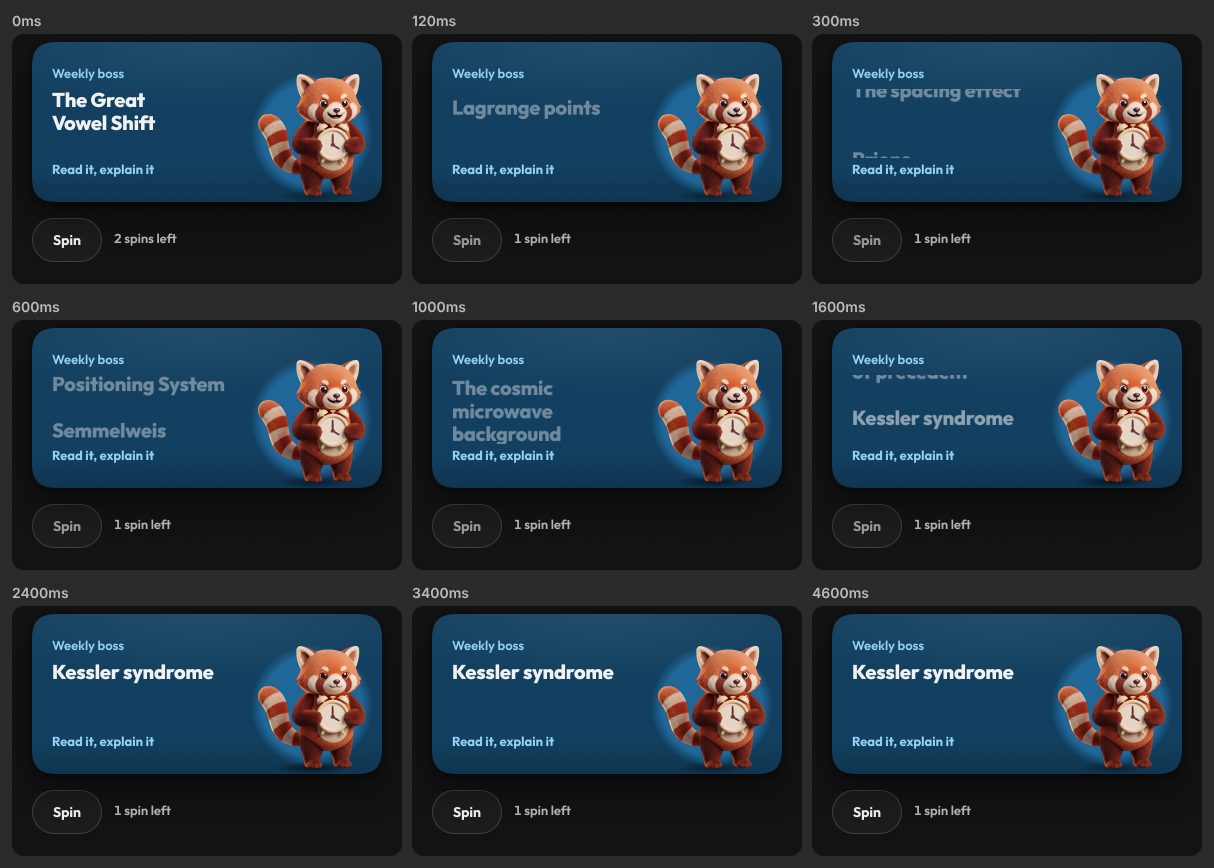 0ms
Weekly boss
The Great
Vowel Shift
Read it, explain it
Spin
2 spins left
120ms
Weekly boss
Lagrange points
Read it, explain it
Spin
1 spin left
300ms
Weekly boss
The spacing effect
Read it, explain it
Spin
1 spin left
600ms
Weekly boss
Positioning System
Semmelweis
Read it, explain it
Spin
1 spin left
1000ms
Weekly boss
The cosmic
microwave
background
Read it, explain it
Spin
1 spin left
1600ms
Weekly boss
of precedent
Kessler syndrome
Read it, explain it
Spin
1 spin left
2400ms
Weekly boss
Kessler syndrome
Read it, explain it
Spin
1 spin left
3400ms
Weekly boss
Kessler syndrome
Read it, explain it
Spin
1 spin left
4600ms
Weekly boss
Kessler syndrome
Read it, explain it
Spin
1 spin left